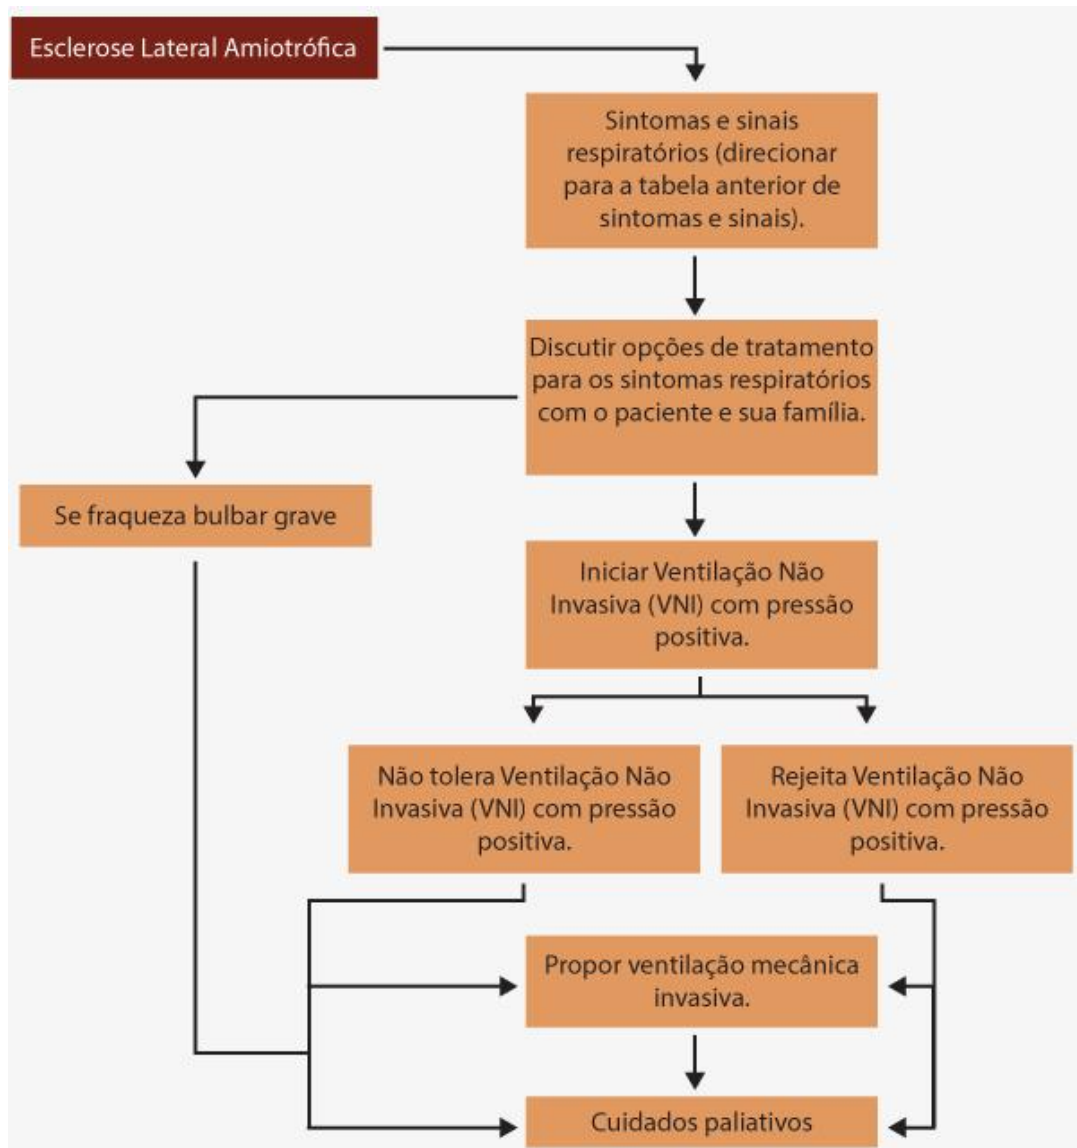 Esclerose Lateral Amiotrófica
Sintomas e sinais
respiratórios (direcionar
para a tabela anterior de
sintomas e sinais).
Discutir opções de tratamento
para os sintomas respiratórios
com o paciente e sua família.
Se fraqueza bulbar grave
Iniciar Ventilação Não
Invasiva (VNI) com pressão
positiva.
Não tolera Ventilação Não
Invasiva (VNI) com pressão
positiva.
Rejeita Ventilação Não
Invasiva (VNI) com pressão
positiva.
Propor ventilação mecânica
invasiva.
Cuidados paliativos